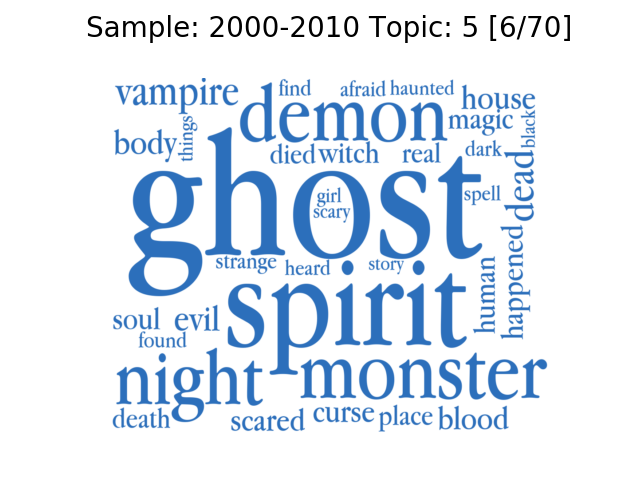 Sample: 2000-2010 Topic: 5 [6/70]
vampire
find
afraid
haunted
house
demon
magic
black
body
things
died
witch
real
dark
dead
ghost
girl
scary
spell
strange
heard
story
human
happened
spirit
soul
evil
found
night
monster
death
scared
curse
place
blood